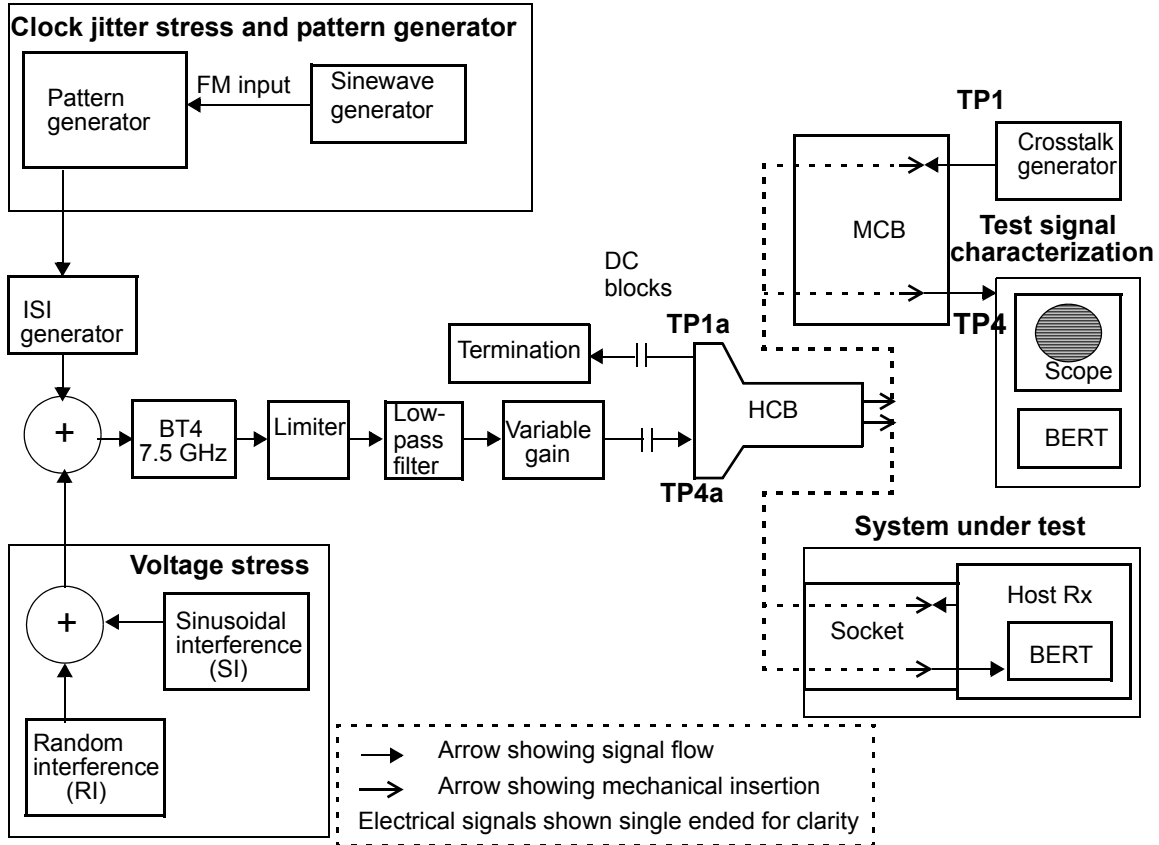 Clock jitter stress and pattern generator
Pattern
generator
FM input
Sinewave
generator
TP1
Crosstalk
generator
MCB
Test signal
characterization
TP4
Scope
BERT
ISI
generator
DC
blocks
TP1a
Termination
+
BT4
7.5 GHz
Limiter
Low-
pass
filter
Variable
gain
HCB
TP4a
System under test
Host Rx
Socket
BERT
Voltage stress
+
Sinusoidal
interference
(SI)
Random
interference
(RI)
Arrow showing signal flow
Arrow showing mechanical insertion
Electrical signals shown single ended for clarity